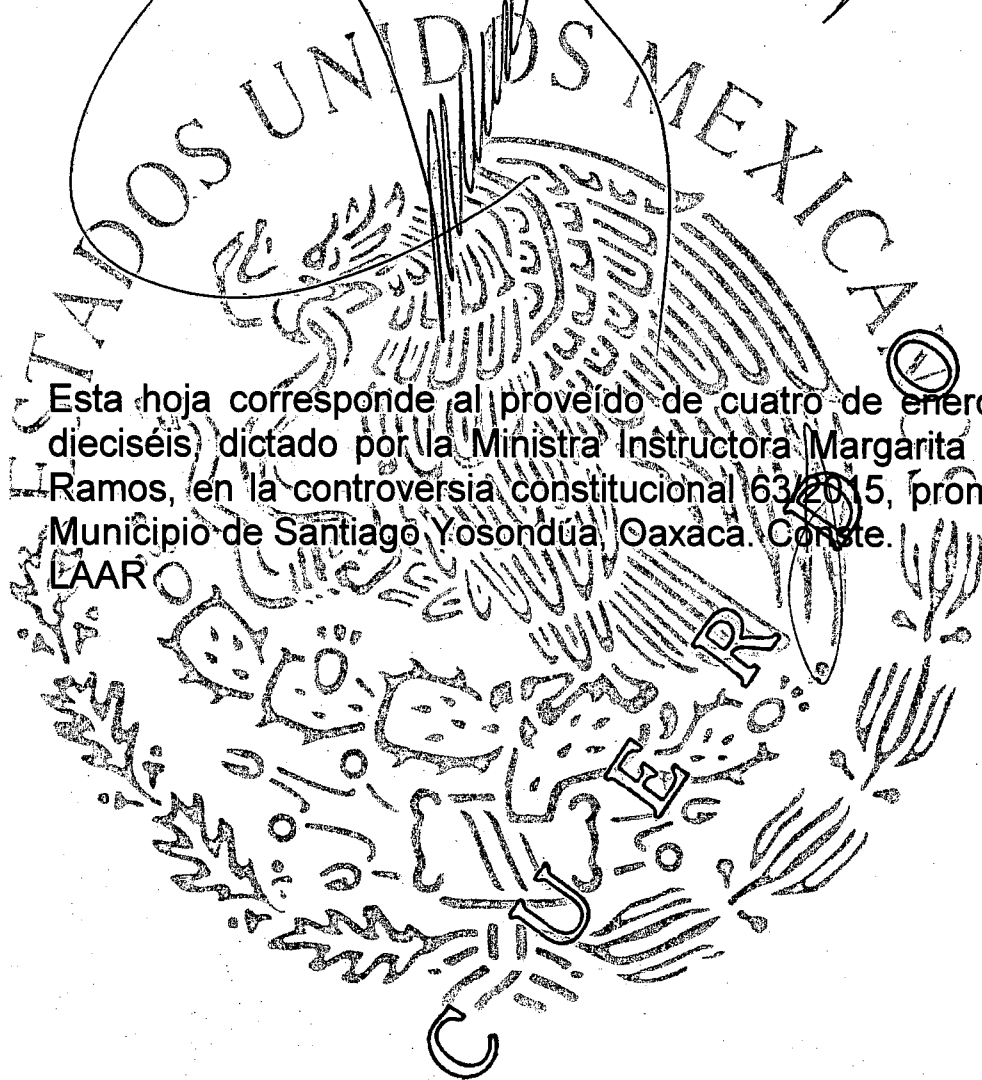 ESTADOS UNIDOS MEXICANOS
Esta hoja corresponde al proveído de cuatro de enero
dieciséis, dictado por la Ministra Instructora Margarita
Ramos, en la controversia constitucional 63/2015, prom
Municipio de Santiago Yosondúa, Oaxaca. Conste.
LAAR
C U E R D O